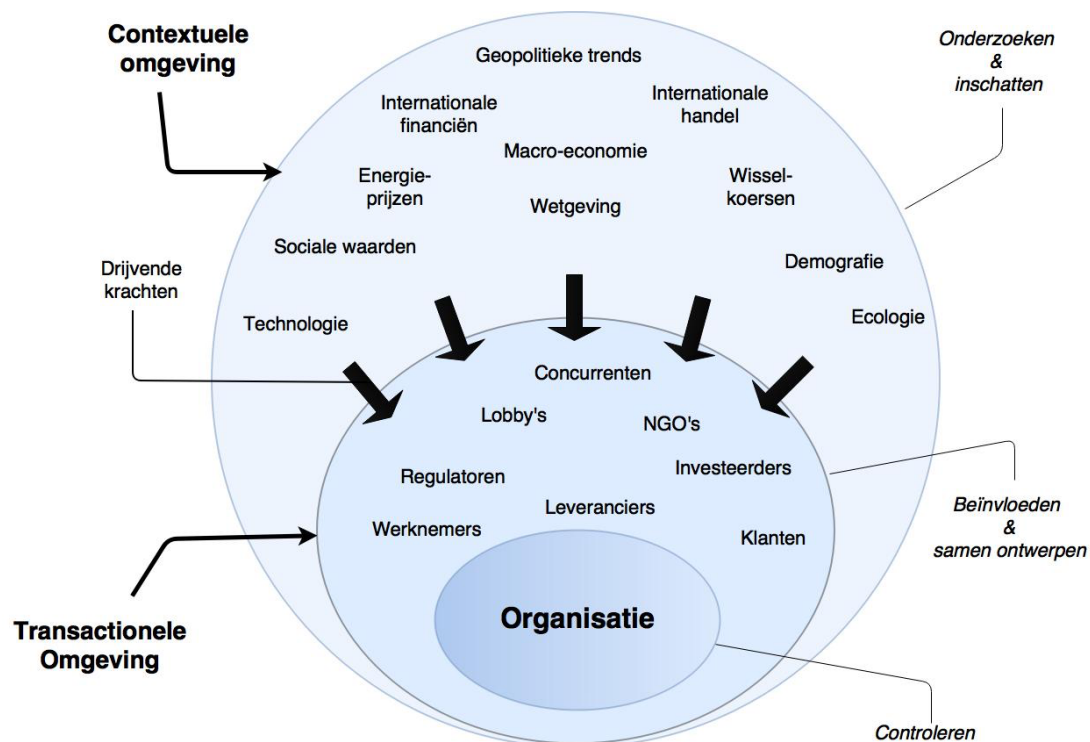 Contextuele
omgeving
Geopolitieke trends
Onderzoeken
&
inschatten
Internationale
financiën
Internationale
handel
Macro-economie
Energie-
prijzen
Wissel-
koersen
Wetgeving
Sociale waarden
Demografie
Drijvende
krachten
Technologie
Ecologie
Concurrenten
Lobby's
NGO's
Regulatoren
Investeerders
Leveranciers
Werknemers
Klanten
Beïnvloeden
&
samen ontwerpen
Transactionele
Omgeving
Organisatie
Controleren